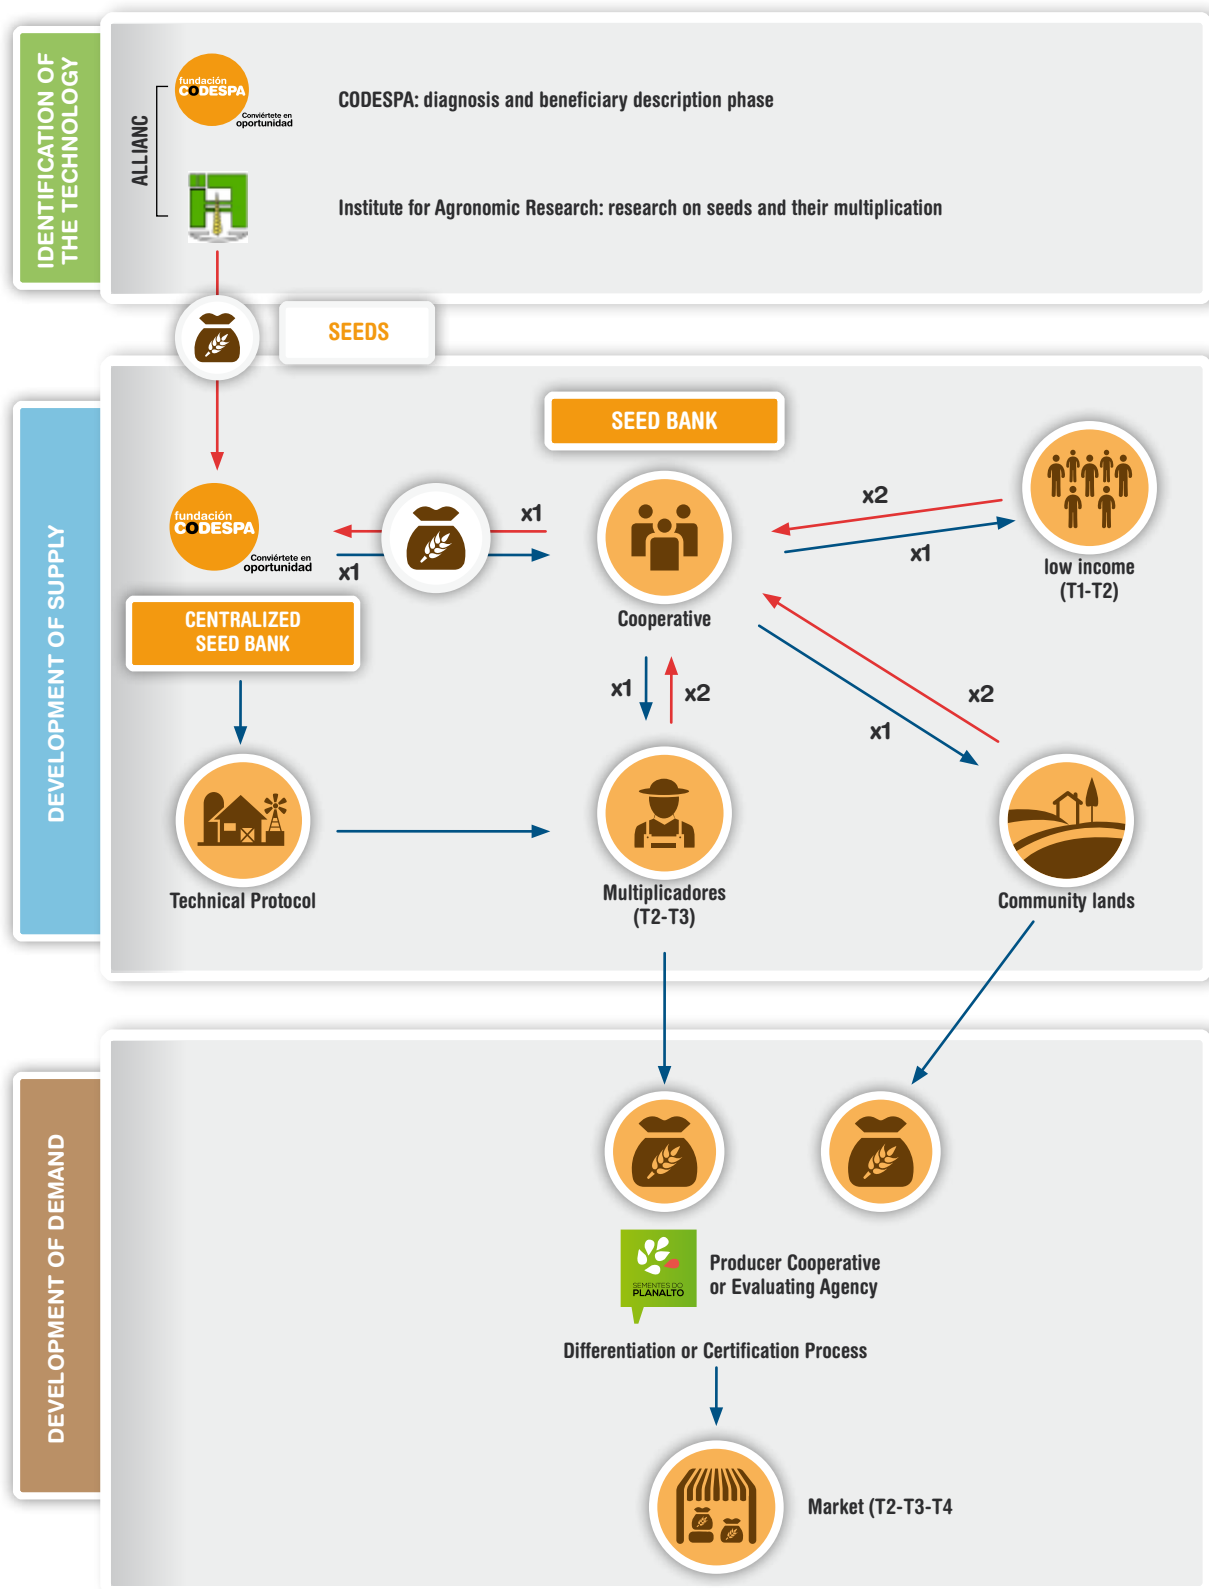 IDENTIFICATION OF
THE TECHNOLOGY
ALLIANC
fundación
CODESPA
Conviértete en
oportunidad
CODESPA: diagnosis and beneficiary description phase
Institute for Agronomic Research: research on seeds and their multiplication
SEEDS
DEVELOPMENT OF SUPPLY
SEED BANK
fundación
CODESPA
Conviértete en
oportunidad
x1
x1
Cooperative
x2
x1
low income
(T1-T2)
CENTRALIZED
SEED BANK
x1
x2
x2
x1
Technical Protocol
Multiplicadores
(T2-T3)
Community lands
DEVELOPMENT OF DEMAND
SEMENTES DO
PLANALTO
Producer Cooperative
or Evaluating Agency
Differentiation or Certification Process
Market (T2-T3-T4